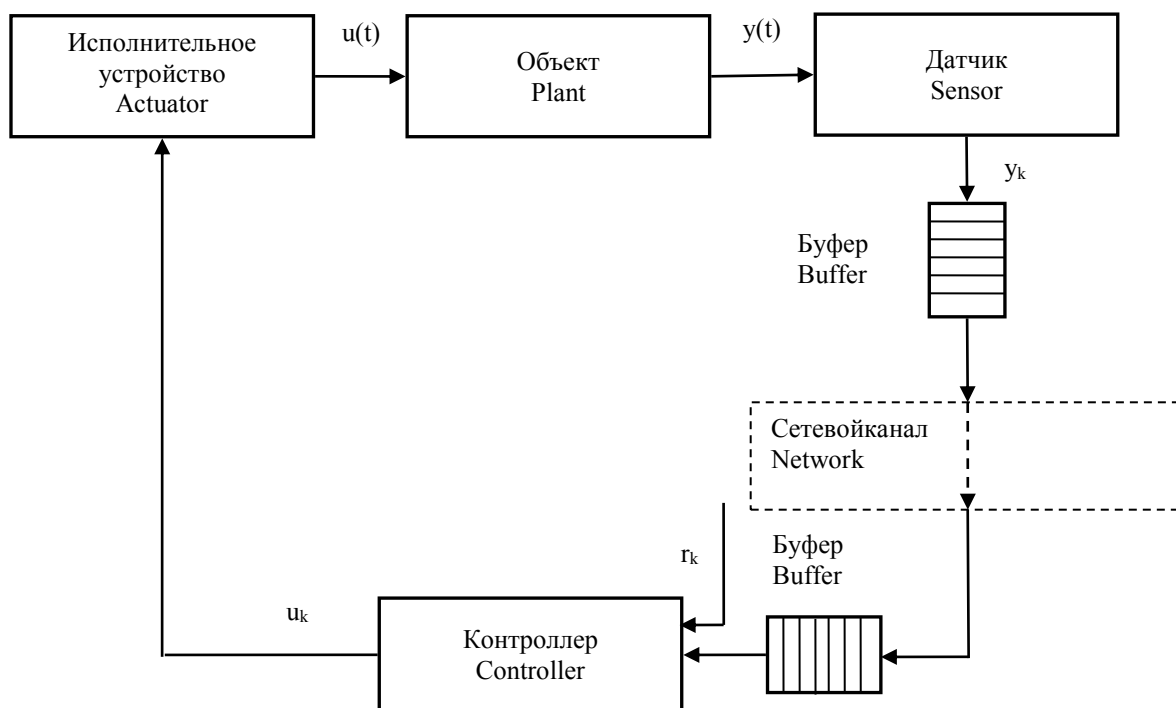 Исполнительное
устройство
Actuator
u(t)
Объект
Plant
y(t)
Датчик
Sensor
yk
Буфер
Buffer
Сетевойканал
Network
rk
Буфер
Buffer
uk
Контроллер
Controller